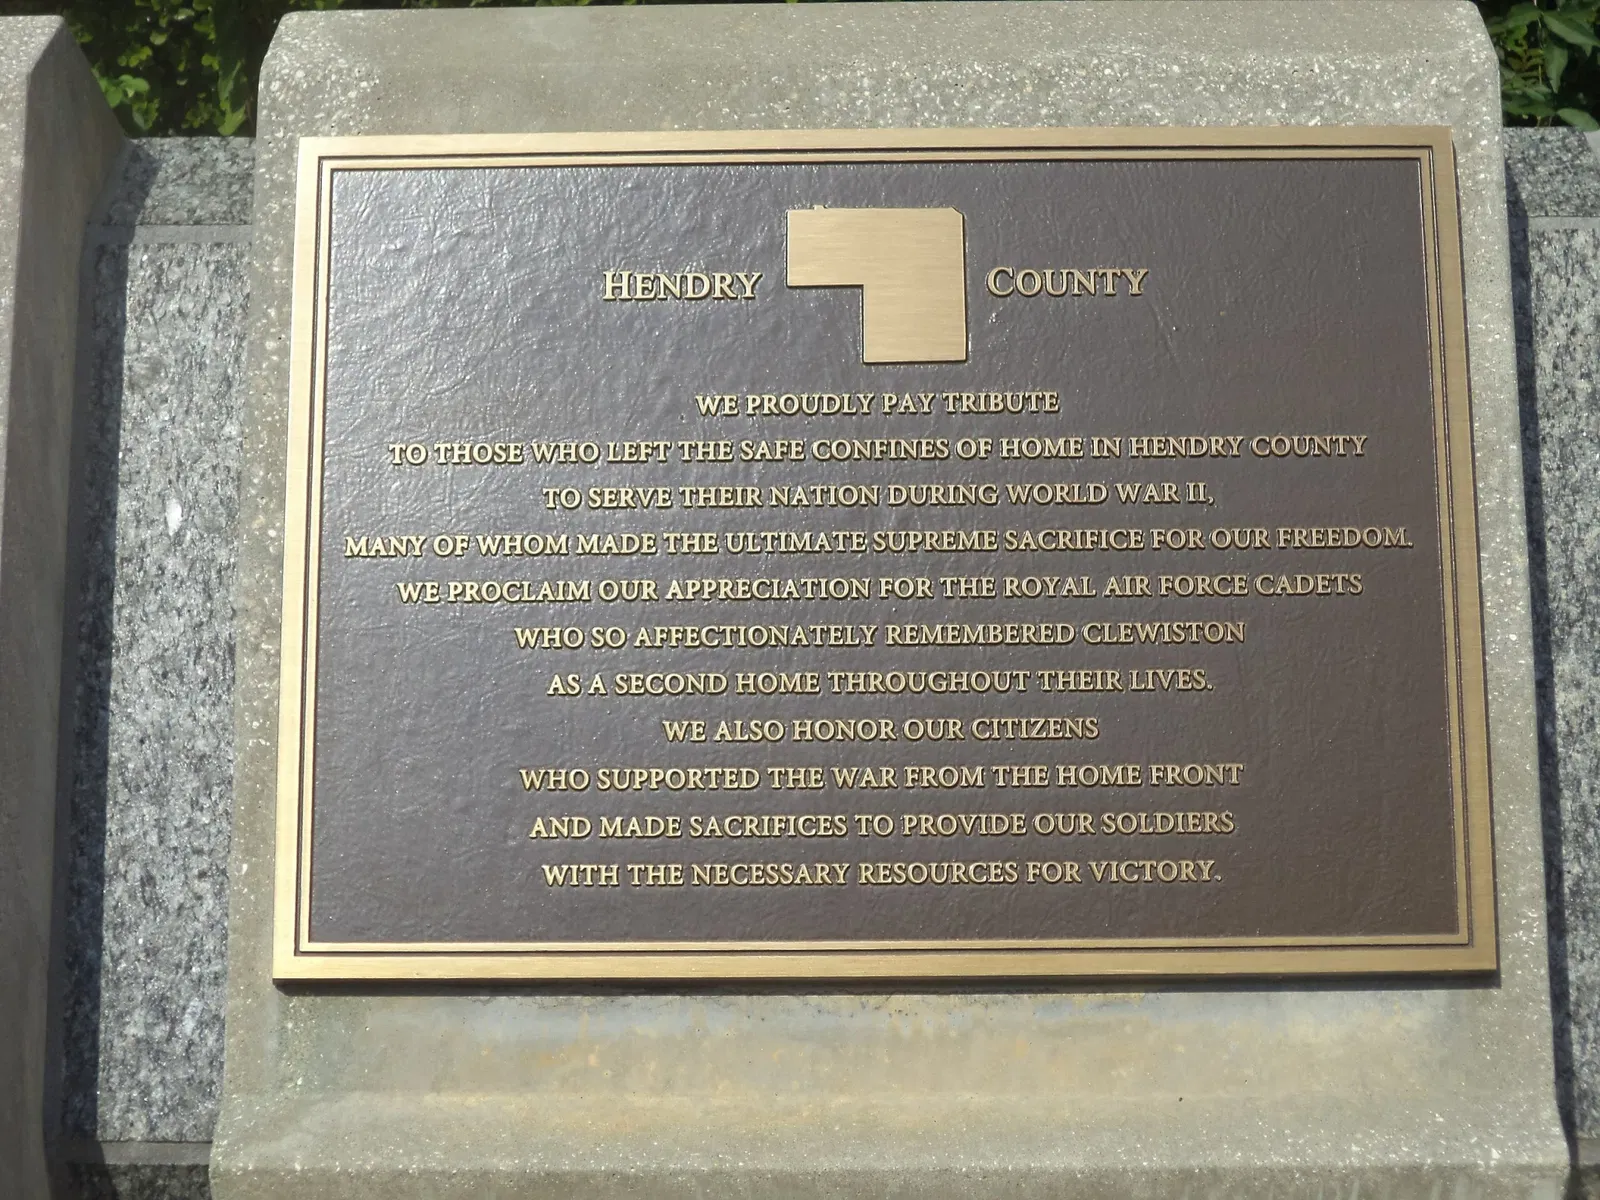 HENDRY COUNTY
WE PROUDLY PAY TRIBUTE
TO THOSE WHO LEFT THE SAFE CONFINES OF HOME IN HENDRY COUNTY
TO SERVE THEIR NATION DURING WORLD WAR II,
MANY OF WHOM MADE THE ULTIMATE SUPREME SACRIFICE FOR OUR FREEDOM.
WE PROCLAIM OUR APPRECIATION FOR THE ROYAL AIR FORCE CADETS
WHO SO AFFECTIONATELY REMEMBERED CLEWISTON
AS A SECOND HOME THROUGHOUT THEIR LIVES.
WE ALSO HONOR OUR CITIZENS
WHO SUPPORTED THE WAR FROM THE HOME FRONT
AND MADE SACRIFICES TO PROVIDE OUR SOLDIERS
WITH THE NECESSARY RESOURCES FOR VICTORY.